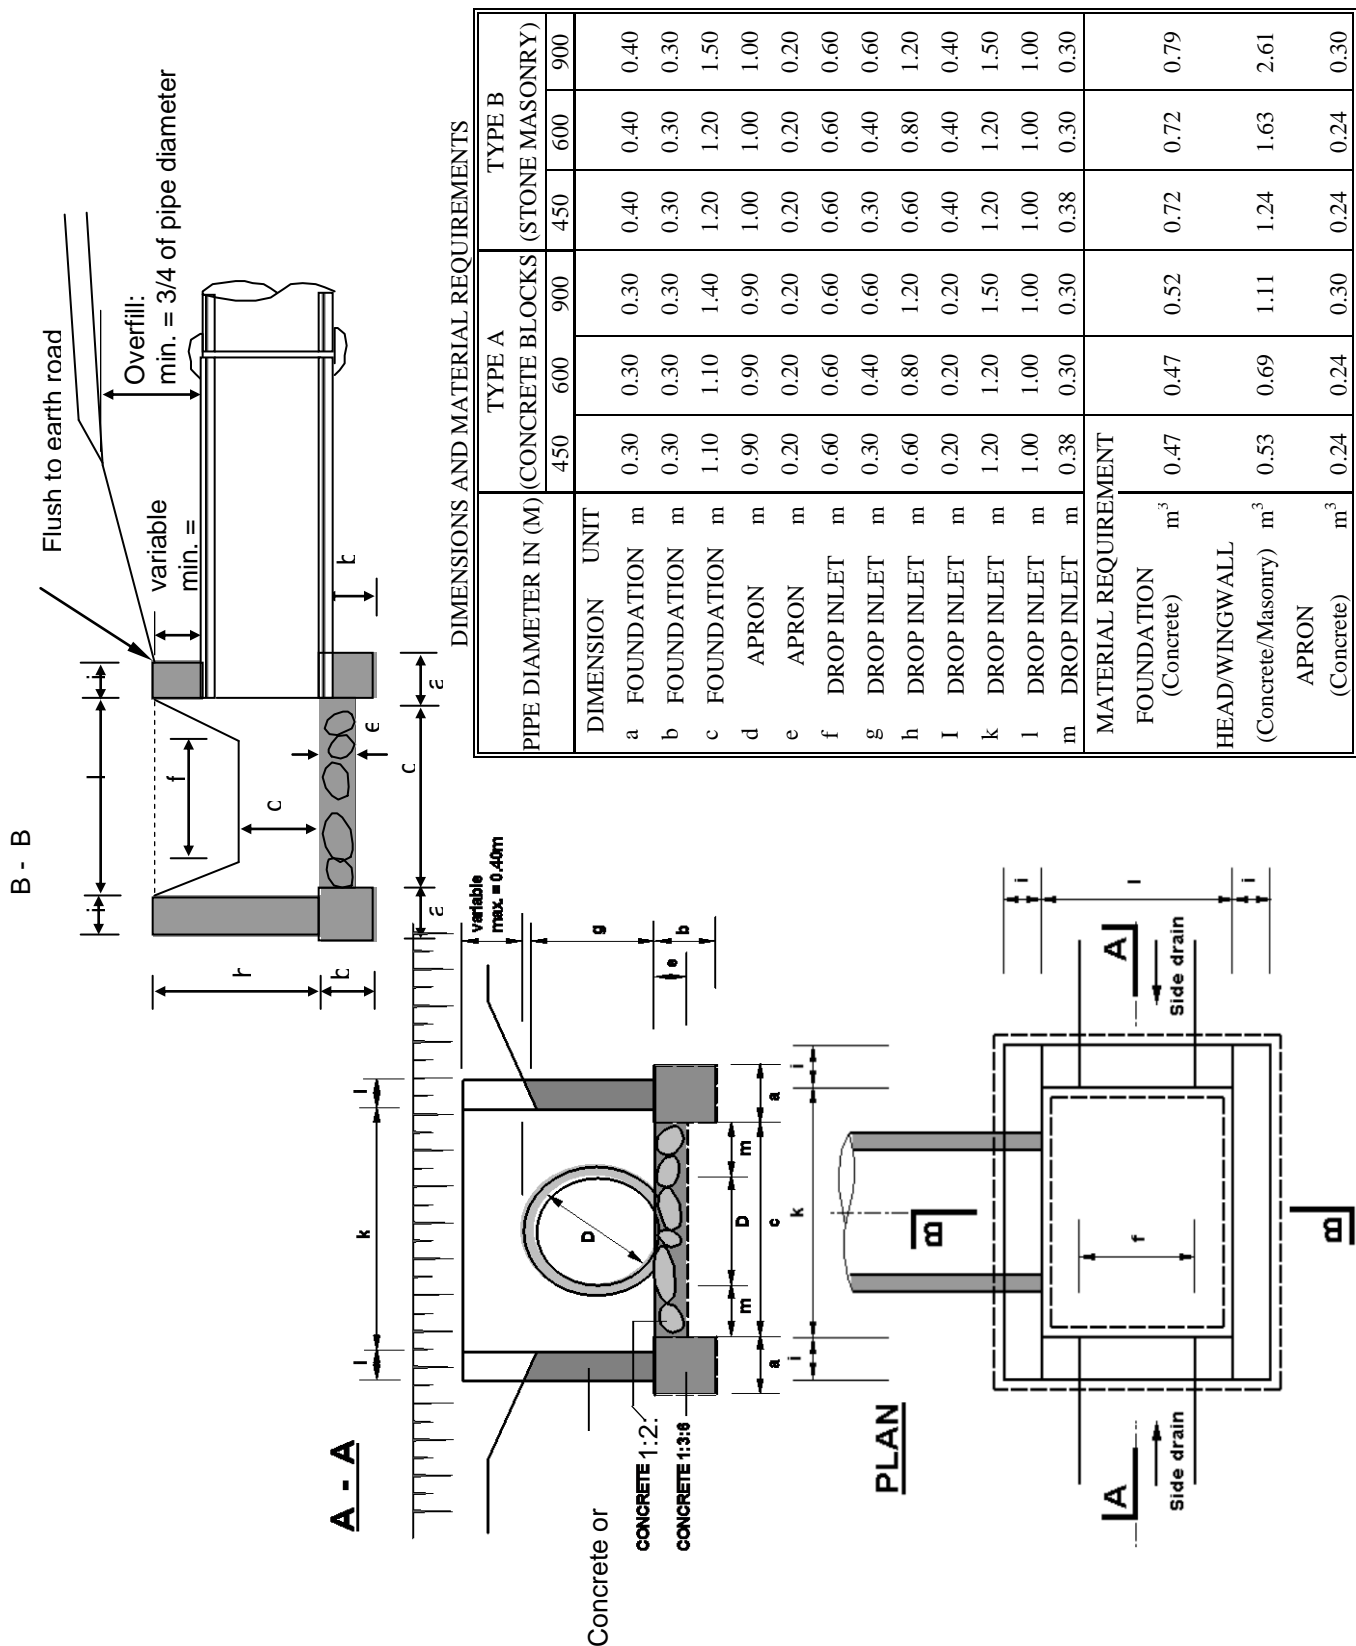 B - B
Flush to earth road
variable
min. =
Overfill:
min. = 3/4 of pipe diameter
f
e
b
A - A
variable
max. = 0.40m
l
k
l
g
b
e
D
m
D
m
a
c
a
Concrete or
CONCRETE 1:2:
CONCRETE 1:3:6
PLAN
i
k
i
i
l
i
f
A
A
B
B
Side drain
Side drain
DIMENSIONS AND MATERIAL REQUIREMENTS
PIPE DIAMETER IN (M) TYPE A (CONCRETE BLOCKS TYPE B (STONE MASONRY)
450 600 900 450 600 900
DIMENSION UNIT
a FOUNDATION m 0.30 0.30 0.30 0.40 0.40 0.40
b FOUNDATION m 0.30 0.30 0.30 0.30 0.30 0.30
c FOUNDATION m 1.10 1.10 1.40 1.20 1.20 1.50
d APRON m 0.90 0.90 0.90 1.00 1.00 1.00
e APRON m 0.20 0.20 0.20 0.20 0.20 0.20
f DROP INLET m 0.60 0.60 0.60 0.60 0.60 0.60
g DROP INLET m 0.30 0.40 0.60 0.30 0.40 0.60
h DROP INLET m 0.60 0.80 1.20 0.60 0.80 1.20
I DROP INLET m 0.20 0.20 0.20 0.40 0.40 0.40
k DROP INLET m 1.20 1.20 1.50 1.20 1.20 1.50
l DROP INLET m 1.00 1.00 1.00 1.00 1.00 1.00
m DROP INLET m 0.38 0.30 0.30 0.38 0.30 0.30
MATERIAL REQUIREMENT
FOUNDATION
(Concrete) m³ 0.47 0.47 0.52 0.72 0.72 0.79
HEAD/WINGWALL
(Concrete/Masonry) m³ 0.53 0.69 1.11 1.24 1.63 2.61
APRON
(Concrete) m³ 0.24 0.24 0.30 0.24 0.24 0.30